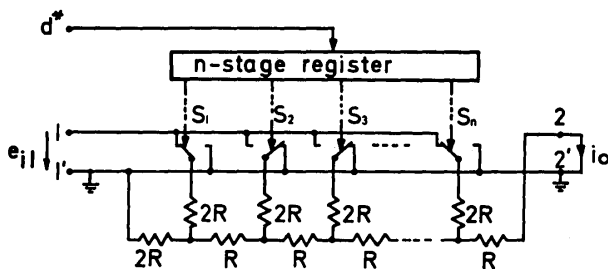 d*
n-stage register
S1 S2 S3 Sn
1 2
ei1 io
1' 2'
2R 2R 2R 2R
2R R R R R